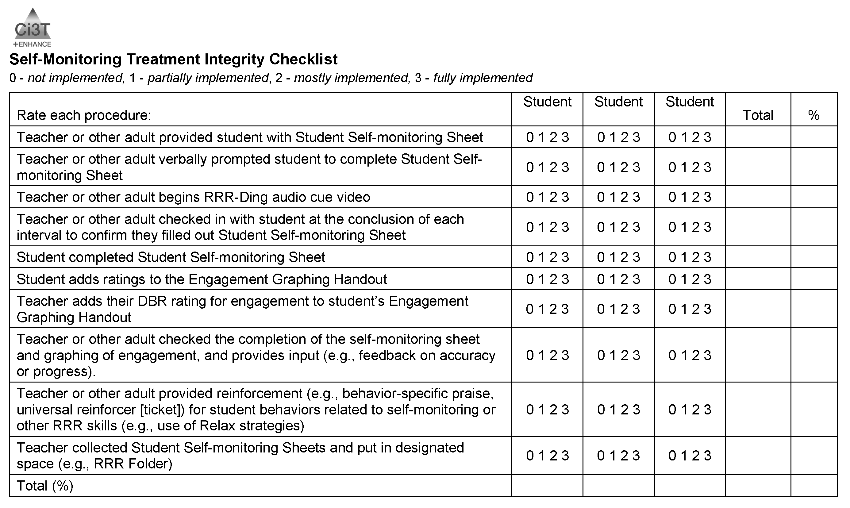 Ci3T
+ENHANCE
Self-Monitoring Treatment Integrity Checklist
0 - not implemented, 1 - partially implemented, 2 - mostly implemented, 3 - fully implemented
Rate each procedure: Student Student Student Total %
Teacher or other adult provided student with Student Self-monitoring Sheet 0 1 2 3 0 1 2 3 0 1 2 3
Teacher or other adult verbally prompted student to complete Student Self-
monitoring Sheet 0 1 2 3 0 1 2 3 0 1 2 3
Teacher or other adult begins RRR-Ding audio cue video 0 1 2 3 0 1 2 3 0 1 2 3
Teacher or other adult checked in with student at the conclusion of each
interval to confirm they filled out Student Self-monitoring Sheet 0 1 2 3 0 1 2 3 0 1 2 3
Student completed Student Self-monitoring Sheet 0 1 2 3 0 1 2 3 0 1 2 3
Student adds ratings to the Engagement Graphing Handout 0 1 2 3 0 1 2 3 0 1 2 3
Teacher adds their DBR rating for engagement to student's Engagement
Graphing Handout 0 1 2 3 0 1 2 3 0 1 2 3
Teacher or other adult checked the completion of the self-monitoring sheet
and graphing of engagement, and provides input (e.g., feedback on accuracy
or progress). 0 1 2 3 0 1 2 3 0 1 2 3
Teacher or other adult provided reinforcement (e.g., behavior-specific praise,
universal reinforcer [ticket]) for student behaviors related to self-monitoring or
other RRR skills (e.g., use of Relax strategies) 0 1 2 3 0 1 2 3 0 1 2 3
Teacher collected Student Self-monitoring Sheets and put in designated
space (e.g., RRR Folder) 0 1 2 3 0 1 2 3 0 1 2 3
Total (%)